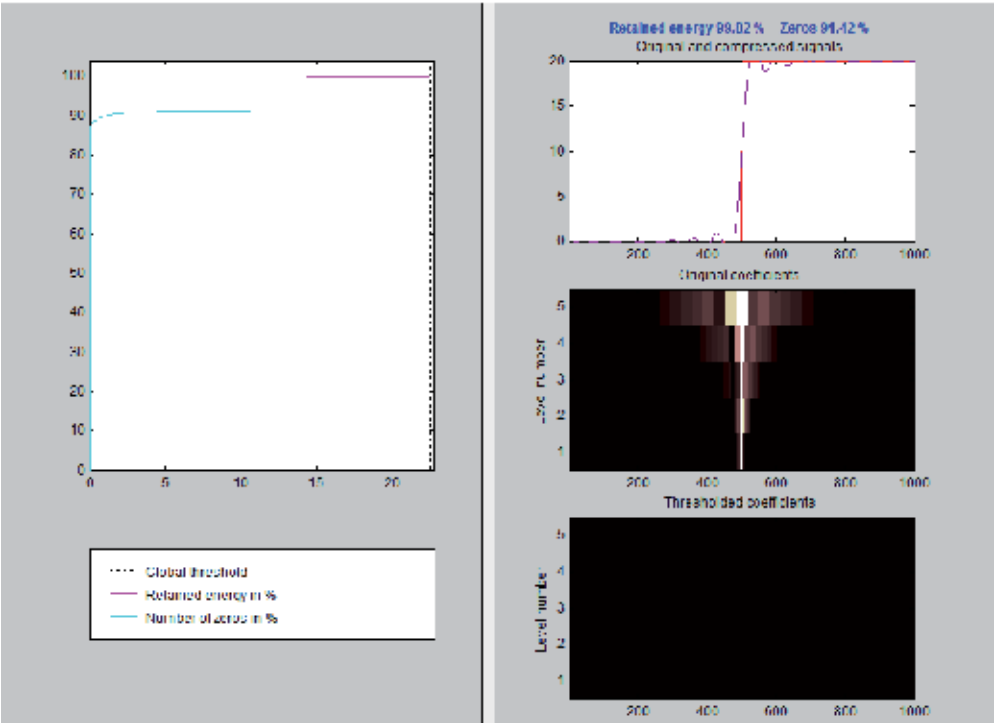 100
90
80
70
60
50
40
30
20
10
0
0 5 10 15 20
Global threshold
Retained energy in %
Number of zeros in %
Retained energy 99.02 % Zeros 91.42 %
Original and compressed signals
20
15
10
5
0
200 400 600 800 1000
Original coefficients
Level number
5
4
3
2
1
200 400 600 800 1000
Thresholded coefficients
Level number
5
4
3
2
1
200 400 600 800 1000